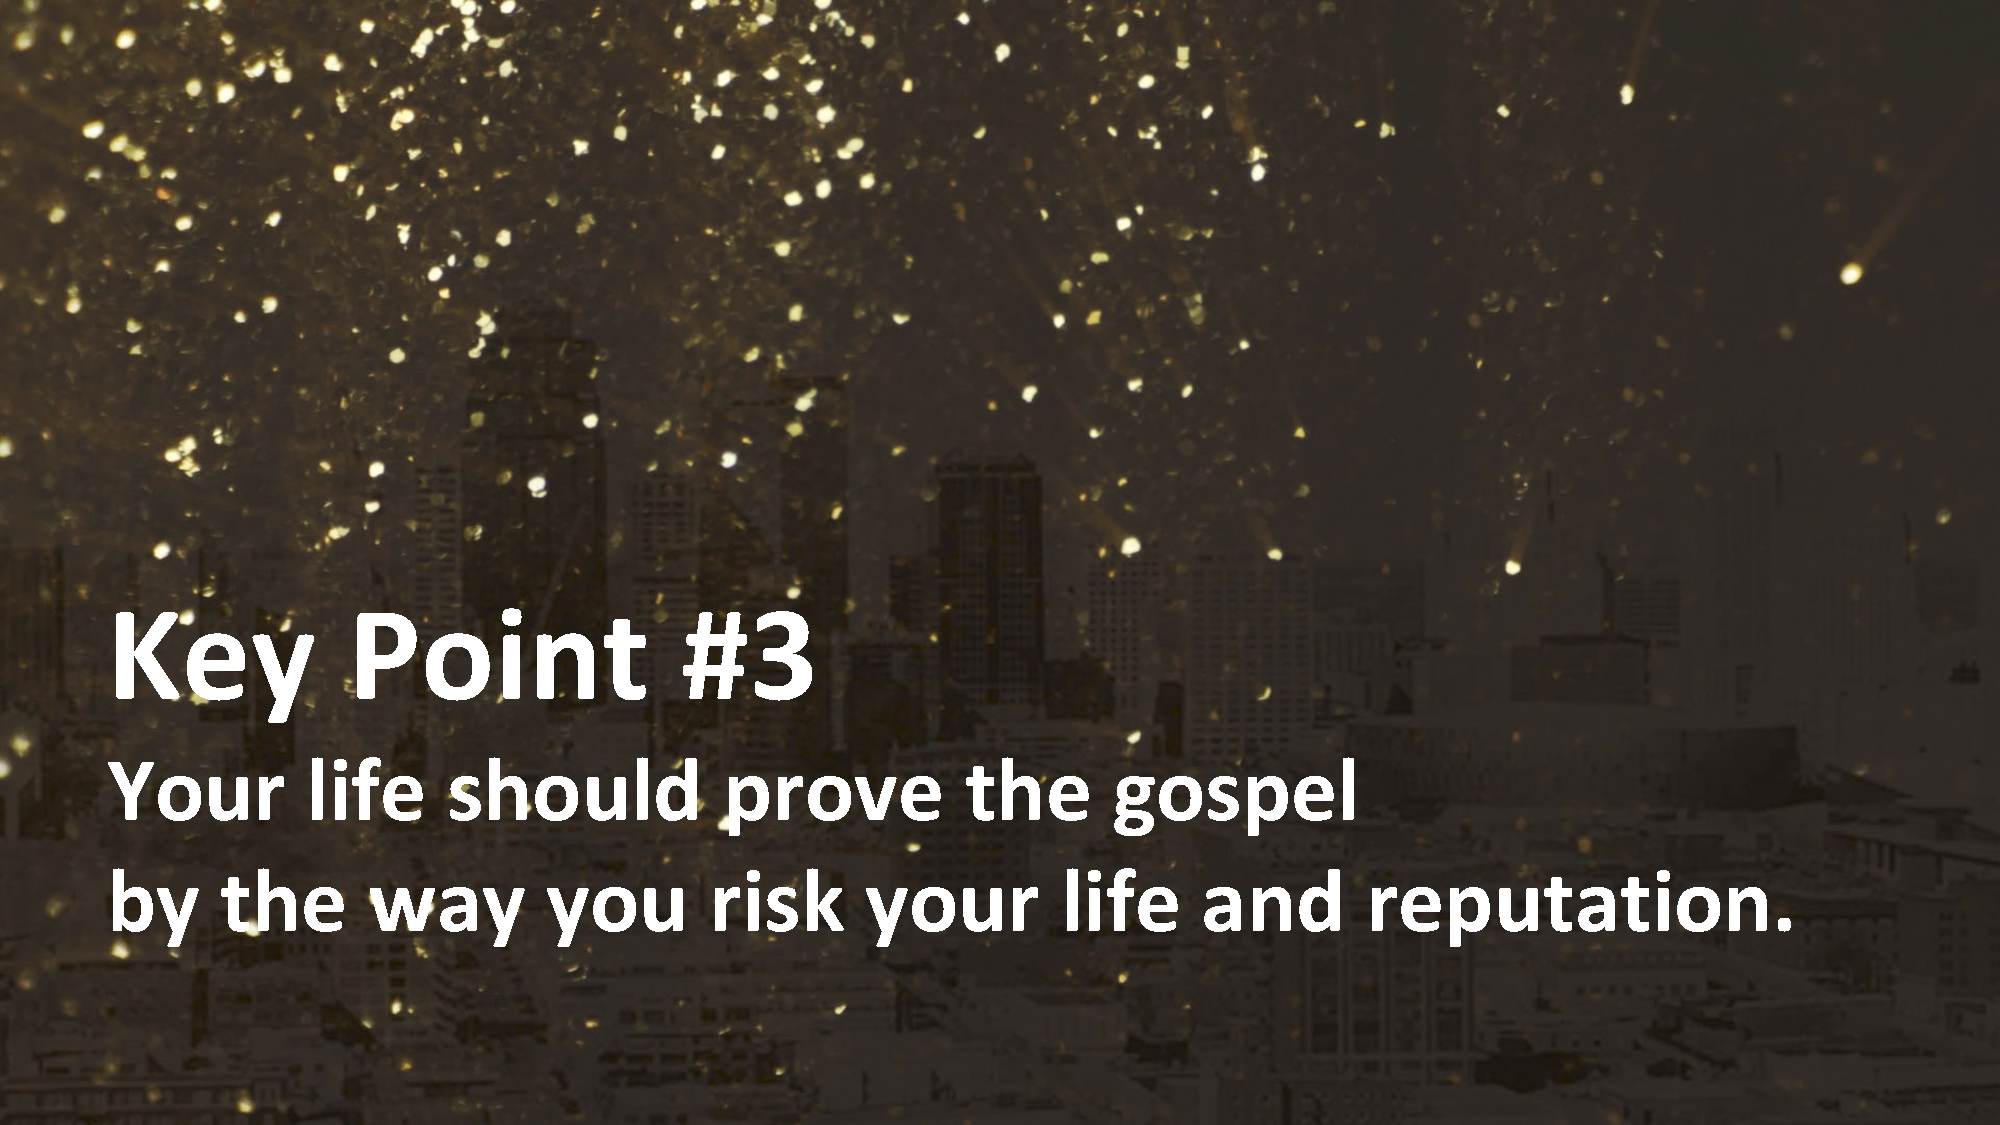 Key Point #3
Your life should prove the gospel
by the way you risk your life and reputation.